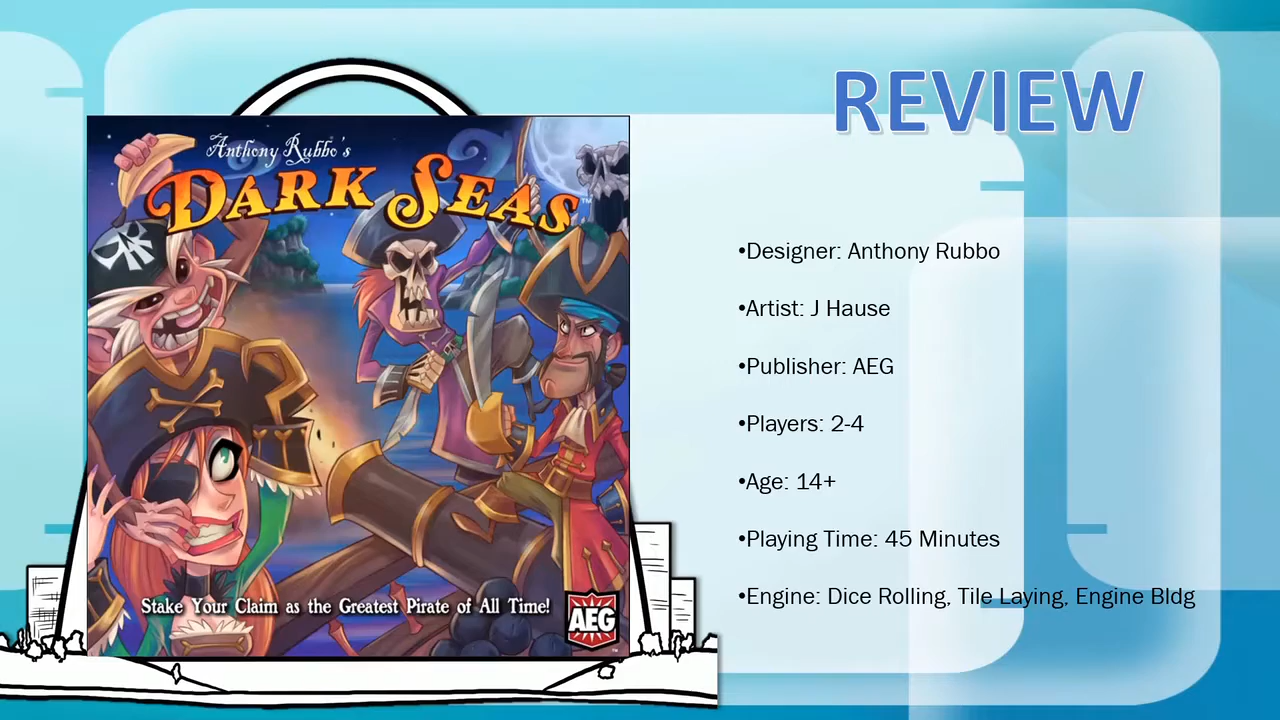 REVIEW
Anthony Rubbo's
DARK SEAS™
Stake Your Claim as the Greatest Pirate of All Time!
AEG
•Designer: Anthony Rubbo
•Artist: J Hause
•Publisher: AEG
•Players: 2-4
•Age: 14+
•Playing Time: 45 Minutes
•Engine: Dice Rolling, Tile Laying, Engine Bldg